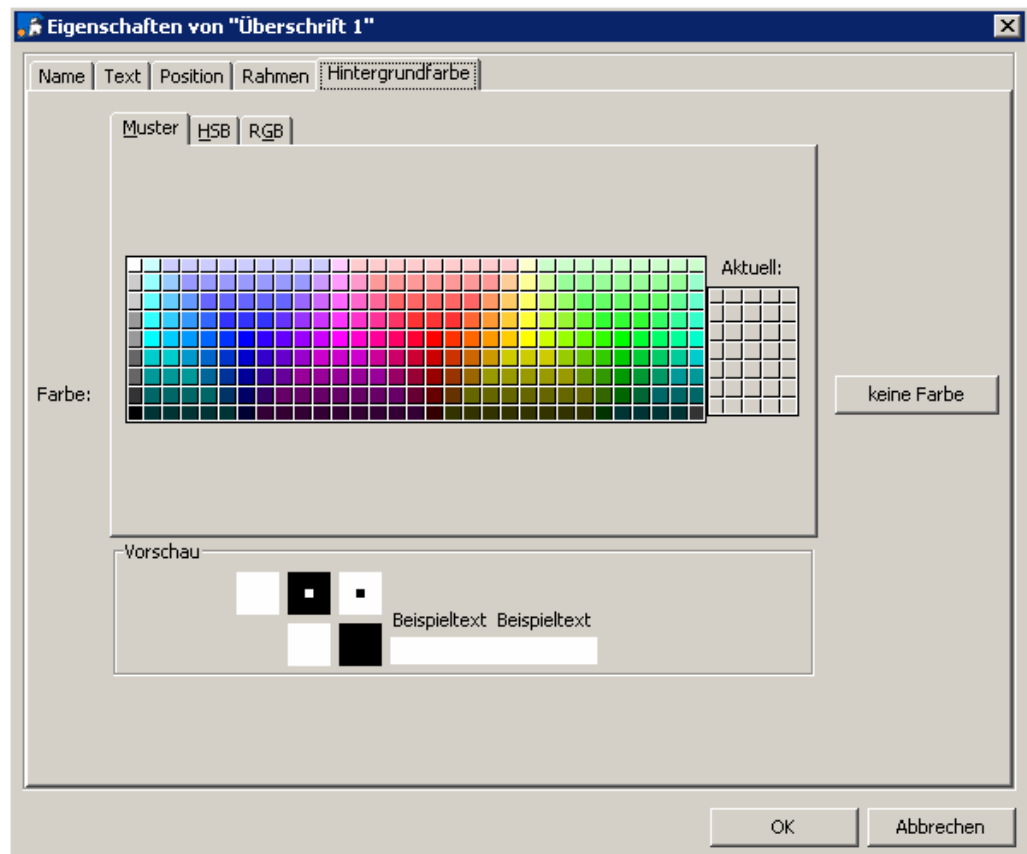 Eigenschaften von "Überschrift 1"
Name Text Position Rahmen Hintergrundfarbe
Muster HSB RGB
Aktuell:
Farbe:
keine Farbe
Vorschau
Beispieltext Beispieltext
OK Abbrechen